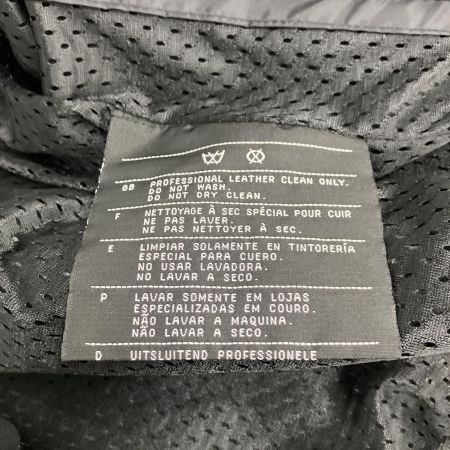 GB PROFESSIONAL LEATHER CLEAN ONLY.
DO NOT WASH.
DO NOT DRY CLEAN.
F NETTOYAGE À SEC SPÉCIAL POUR CUIR
NE PAS LAVER.
NE PAS NETTOYER À SEC.
E LIMPIAR SOLAMENTE EN TINTORERÍA
ESPECIAL PARA CUERO.
NO USAR LAVADORA.
NO LAVAR A SECO.
P LAVAR SOMENTE EM LOJAS
ESPECIALIZADAS EM COURO.
NÃO LAVAR A MAQUINA.
NÃO LAVAR A SECO.
D UITSLUITEND PROFESSIONELE